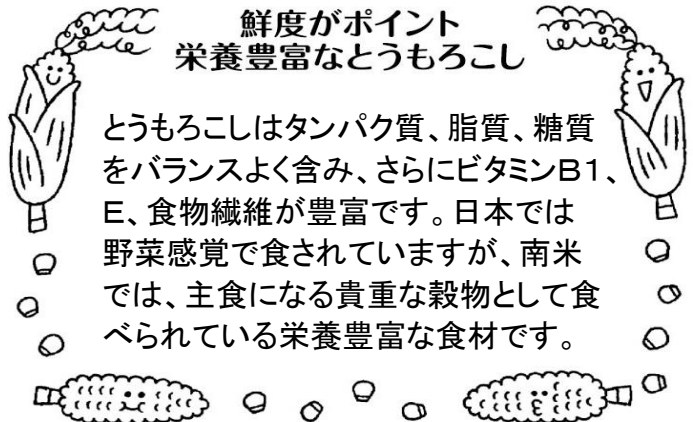 鮮度がポイント
栄養豊富なとうもろこし
とうもろこしはタンパク質、脂質、糖質
をバランスよく含み、さらにビタミンB1、
E、食物繊維が豊富です。日本では
野菜感覚で食されていますが、南米
では、主食になる貴重な穀物として食
べられている栄養豊富な食材です。